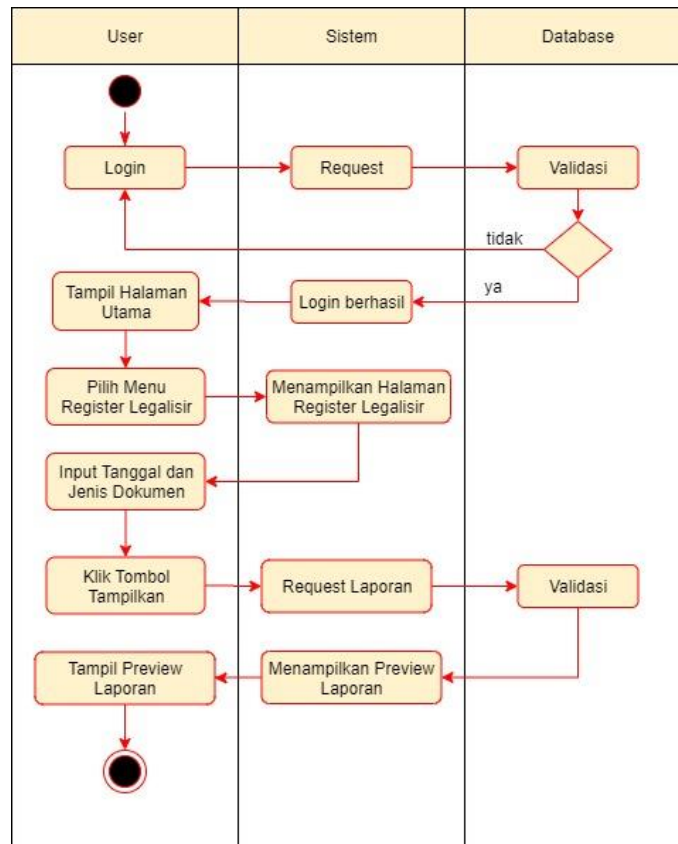 User
Sistem
Database
Login
Request
Validasi
tidak
Tampil Halaman
Utama
Login berhasil
ya
Pilih Menu
Register Legalisir
Menampilkan Halaman
Register Legalisir
Input Tanggal dan
Jenis Dokumen
Klik Tombol
Tampilkan
Request Laporan
Validasi
Tampil Preview
Laporan
Menampilkan Preview
Laporan